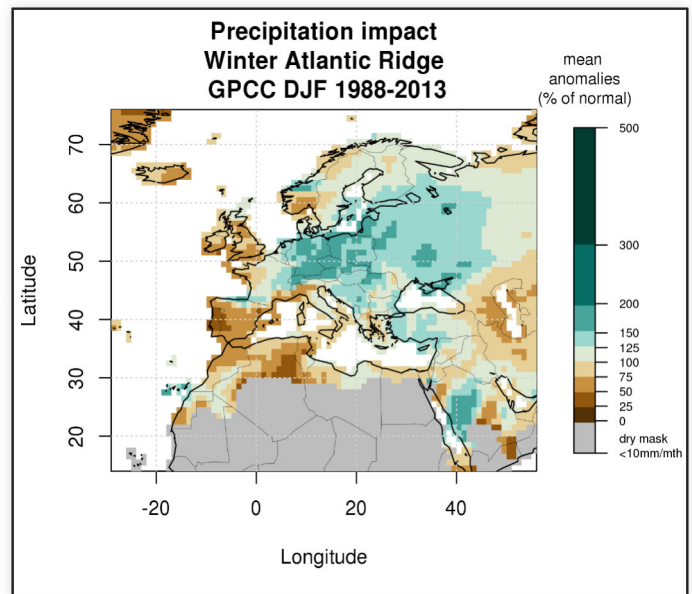 Precipitation impact
Winter Atlantic Ridge
GPCC DJF 1988-2013
mean
anomalies
(% of normal)
500
300
200
150
125
100
75
50
25
0
dry mask
<10mm/mth
70
60
50
40
30
20
Latitude
-20 0 20 40
Longitude